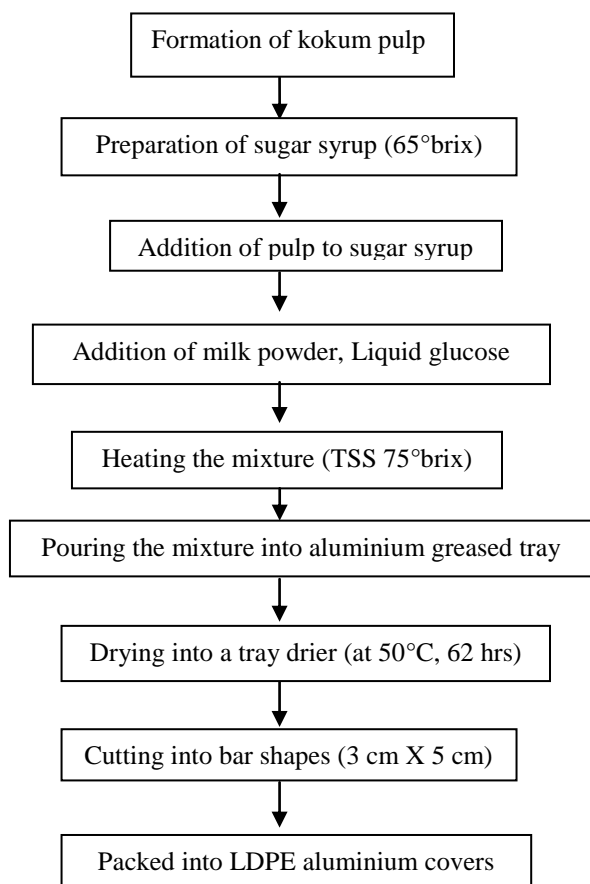 Formation of kokum pulp
Preparation of sugar syrup (65°brix)
Addition of pulp to sugar syrup
Addition of milk powder, Liquid glucose
Heating the mixture (TSS 75°brix)
Pouring the mixture into aluminium greased tray
Drying into a tray drier (at 50°C, 62 hrs)
Cutting into bar shapes (3 cm X 5 cm)
Packed into LDPE aluminium covers